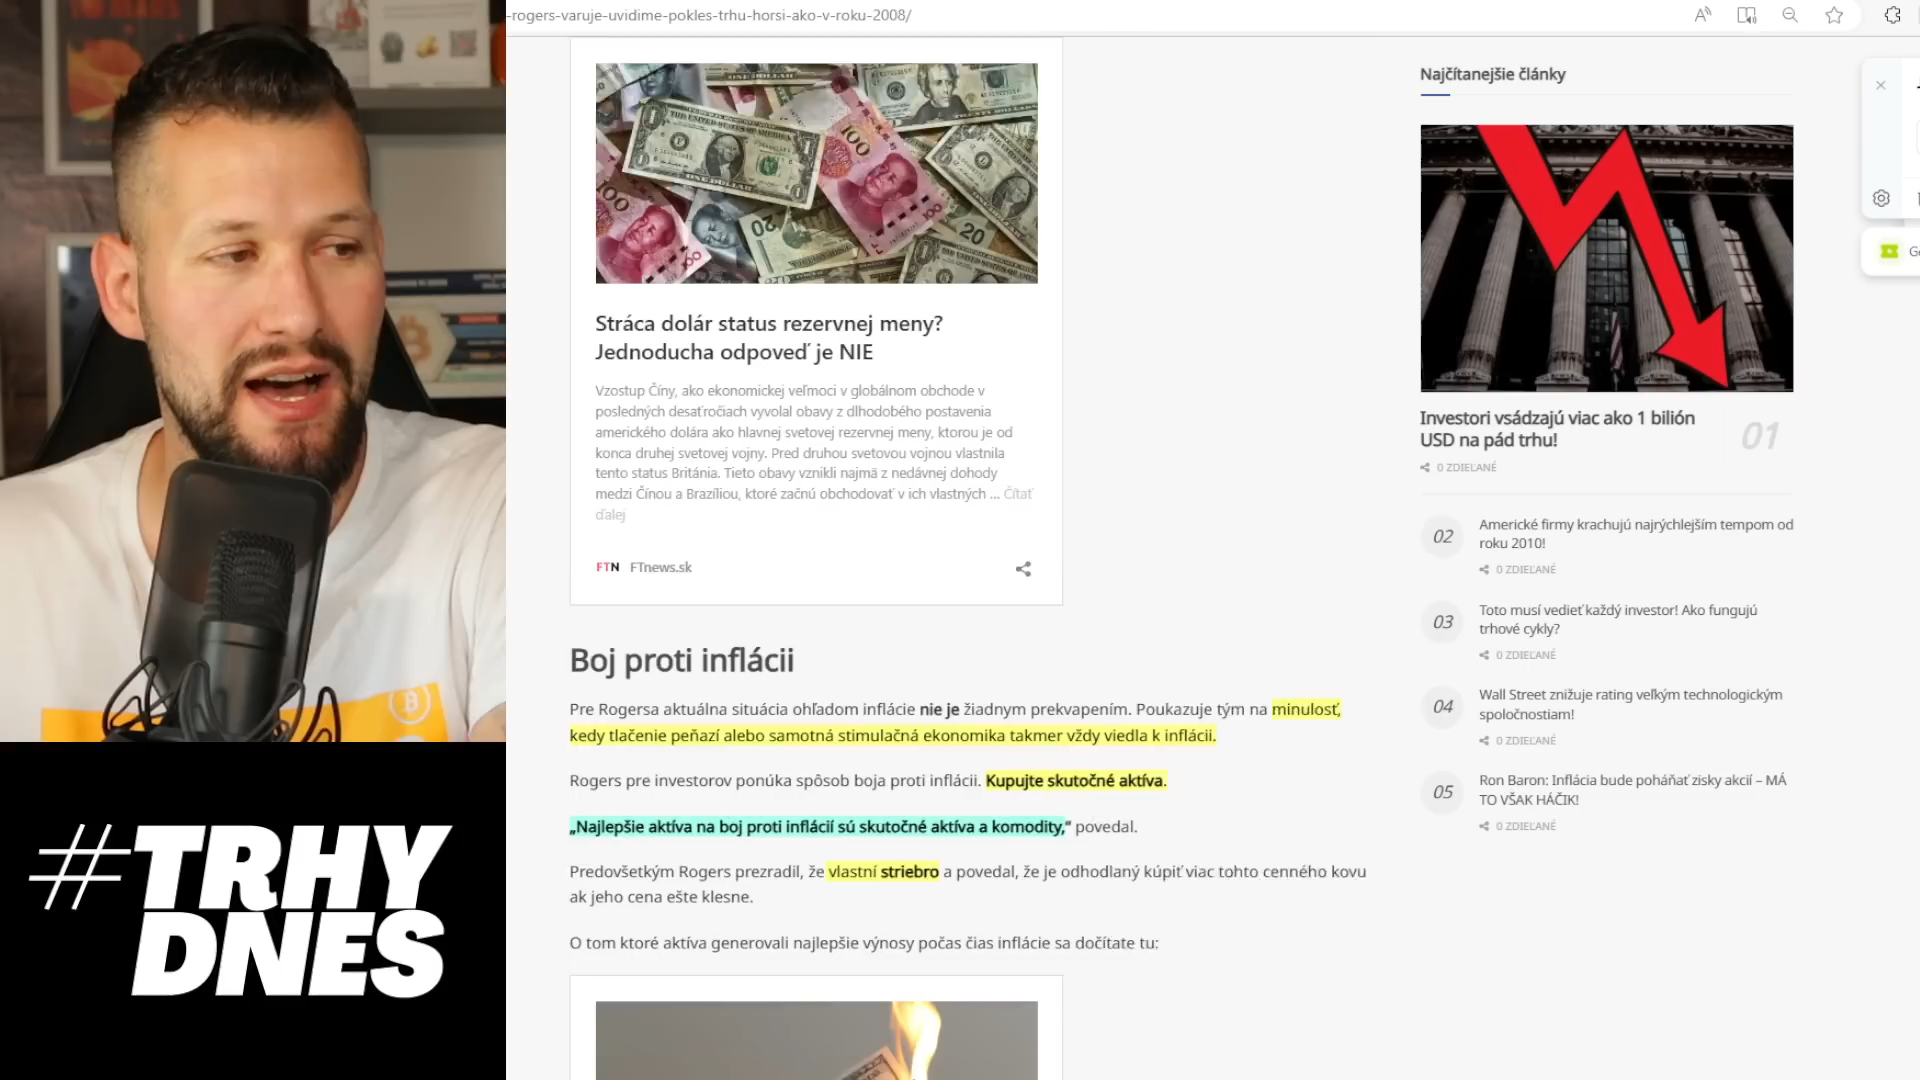 -rogers-varuje-uvidime-pokles-trhu-horsi-ako-v-roku-2008/
Stráca dolár status rezervnej meny?
Jednoducha odpoveď je NIE
Vzostup Číny, ako ekonomickej veľmoci v globálnom obchode v
posledných desaťročiach vyvolal obavy z dlhodobého postavenia
amerického dolára ako hlavnej svetovej rezervnej meny, ktorou je od
konca druhej svetovej vojny. Pred druhou svetovou vojnou vlastnila
tento status Británia. Tieto obavy vznikli najmä z nedávnej dohody
medzi Čínou a Brazíliou, ktoré začnú obchodovať v ich vlastných ... Čítať
ďalej
FTN FTnews.sk
Boj proti inflácii
Pre Rogersa aktuálna situácia ohľadom inflácie nie je žiadnym prekvapením. Poukazuje tým na minulosť,
kedy tlačenie peňazí alebo samotná stimulačná ekonomika takmer vždy viedla k inflácii.
Rogers pre investorov ponúka spôsob boja proti inflácii. Kupujte skutočné aktíva.
„Najlepšie aktíva na boj proti inflácií sú skutočné aktíva a komodity,“ povedal.
Predovšetkým Rogers prezradil, že vlastní striebro a povedal, že je odhodlaný kúpiť viac tohto cenného kovu
ak jeho cena ešte klesne.
O tom ktoré aktíva generovali najlepšie výnosy počas čias inflácie sa dočítate tu:
Najčítanejšie články
Investori vsádzajú viac ako 1 bilión
USD na pád trhu!
01
0 ZDIEĽANÉ
02
Americké firmy krachujú najrýchlejším tempom od
roku 2010!
0 ZDIEĽANÉ
03
Toto musí vedieť každý investor! Ako fungujú
trhové cykly?
0 ZDIEĽANÉ
04
Wall Street znižuje rating veľkým technologickým
spoločnostiam!
0 ZDIEĽANÉ
05
Ron Baron: Inflácia bude poháňať zisky akcií – MÁ
TO VŠAK HÁČIK!
0 ZDIEĽANÉ
#TRHY
DNES